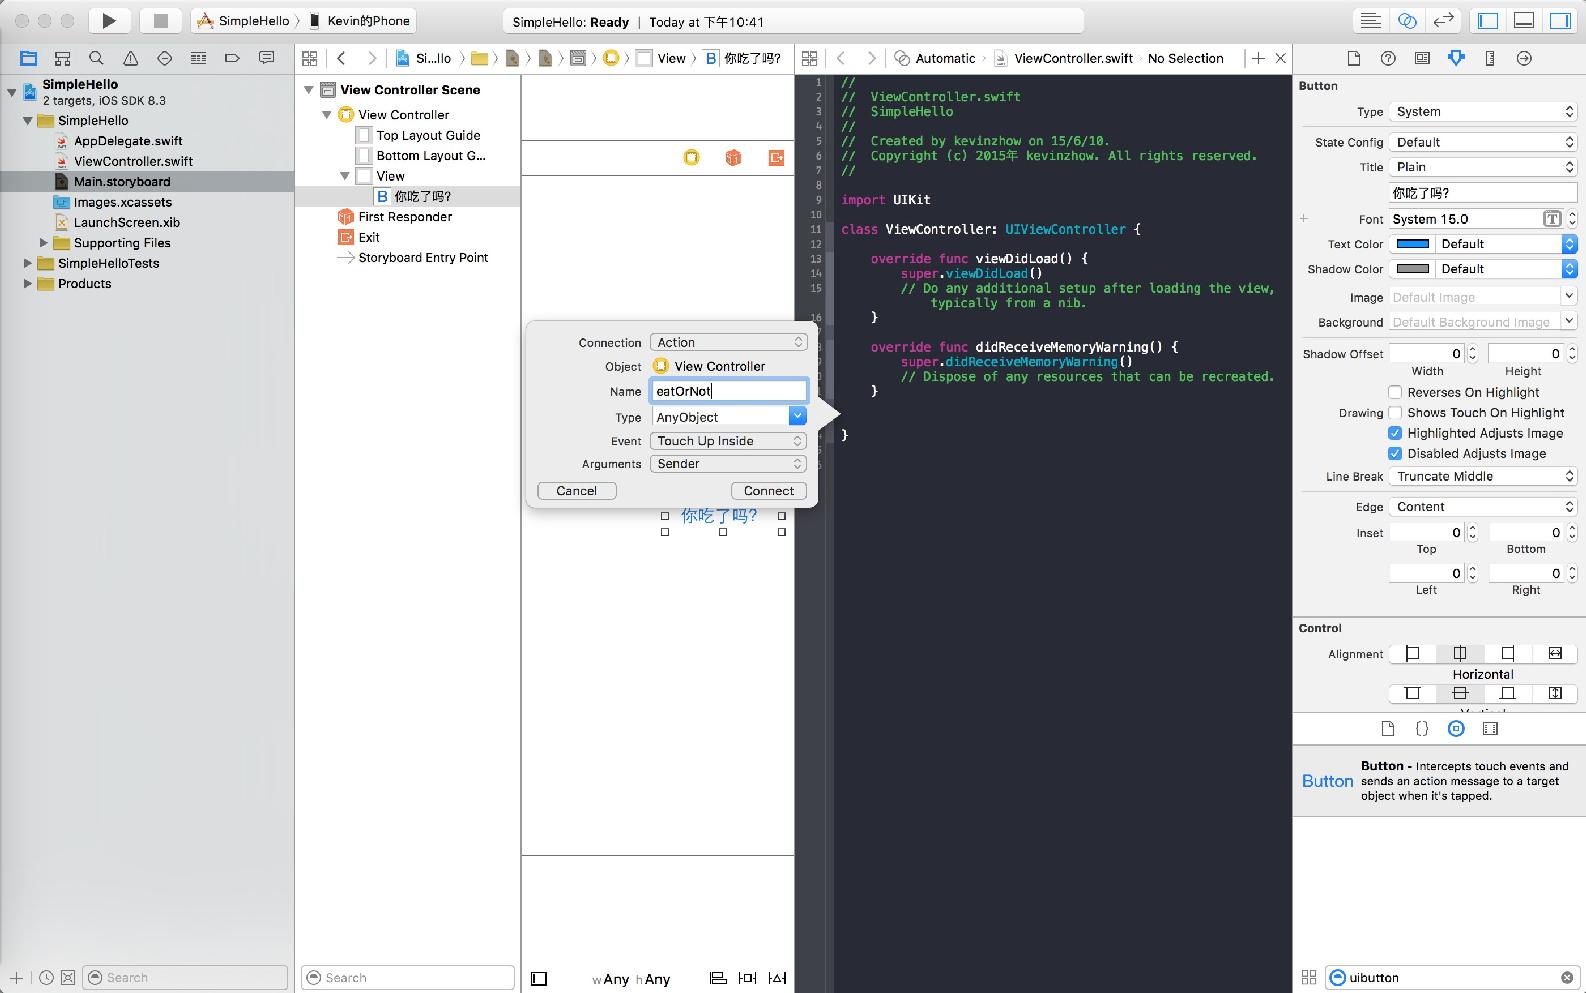 SimpleHello
Kevin的Phone
SimpleHello: Ready | Today at 下午10:41
Si...llo
View
B 你吃了吗?
Automatic
ViewController.swift
No Selection
SimpleHello
2 targets, iOS SDK 8.3
SimpleHello
AppDelegate.swift
ViewController.swift
Main.storyboard
Images.xcassets
LaunchScreen.xib
Supporting Files
SimpleHelloTests
Products
Search
View Controller Scene
View Controller
Top Layout Guide
Bottom Layout G...
View
B 你吃了吗?
First Responder
Exit
Storyboard Entry Point
Search
Connection Action
Object View Controller
Name eatOrNot
Type AnyObject
Event Touch Up Inside
Arguments Sender
Cancel Connect
你吃了吗?
wAny hAny
1 //
2 // ViewController.swift
3 // SimpleHello
4 //
5 // Created by kevinzhow on 15/6/10.
6 // Copyright (c) 2015年 kevinzhow. All rights reserved.
7 //
8
9 import UIKit
10
11 class ViewController: UIViewController {
12
13 override func viewDidLoad() {
14 super.viewDidLoad()
15 // Do any additional setup after loading the view,
typically from a nib.
16 }
override func didReceiveMemoryWarning() {
super.didReceiveMemoryWarning()
// Dispose of any resources that can be recreated.
}
}
Button
Type System
State Config Default
Title Plain
你吃了吗?
Font System 15.0
Text Color Default
Shadow Color Default
Image Default Image
Background Default Background Image
Shadow Offset 0 0
Width Height
Reverses On Highlight
Drawing Shows Touch On Highlight
Highlighted Adjusts Image
Disabled Adjusts Image
Line Break Truncate Middle
Edge Content
Inset 0 0
Top Bottom
0 0
Left Right
Control
Alignment
Horizontal
Button
Button - Intercepts touch events and
sends an action message to a target
object when it's tapped.
uibutton